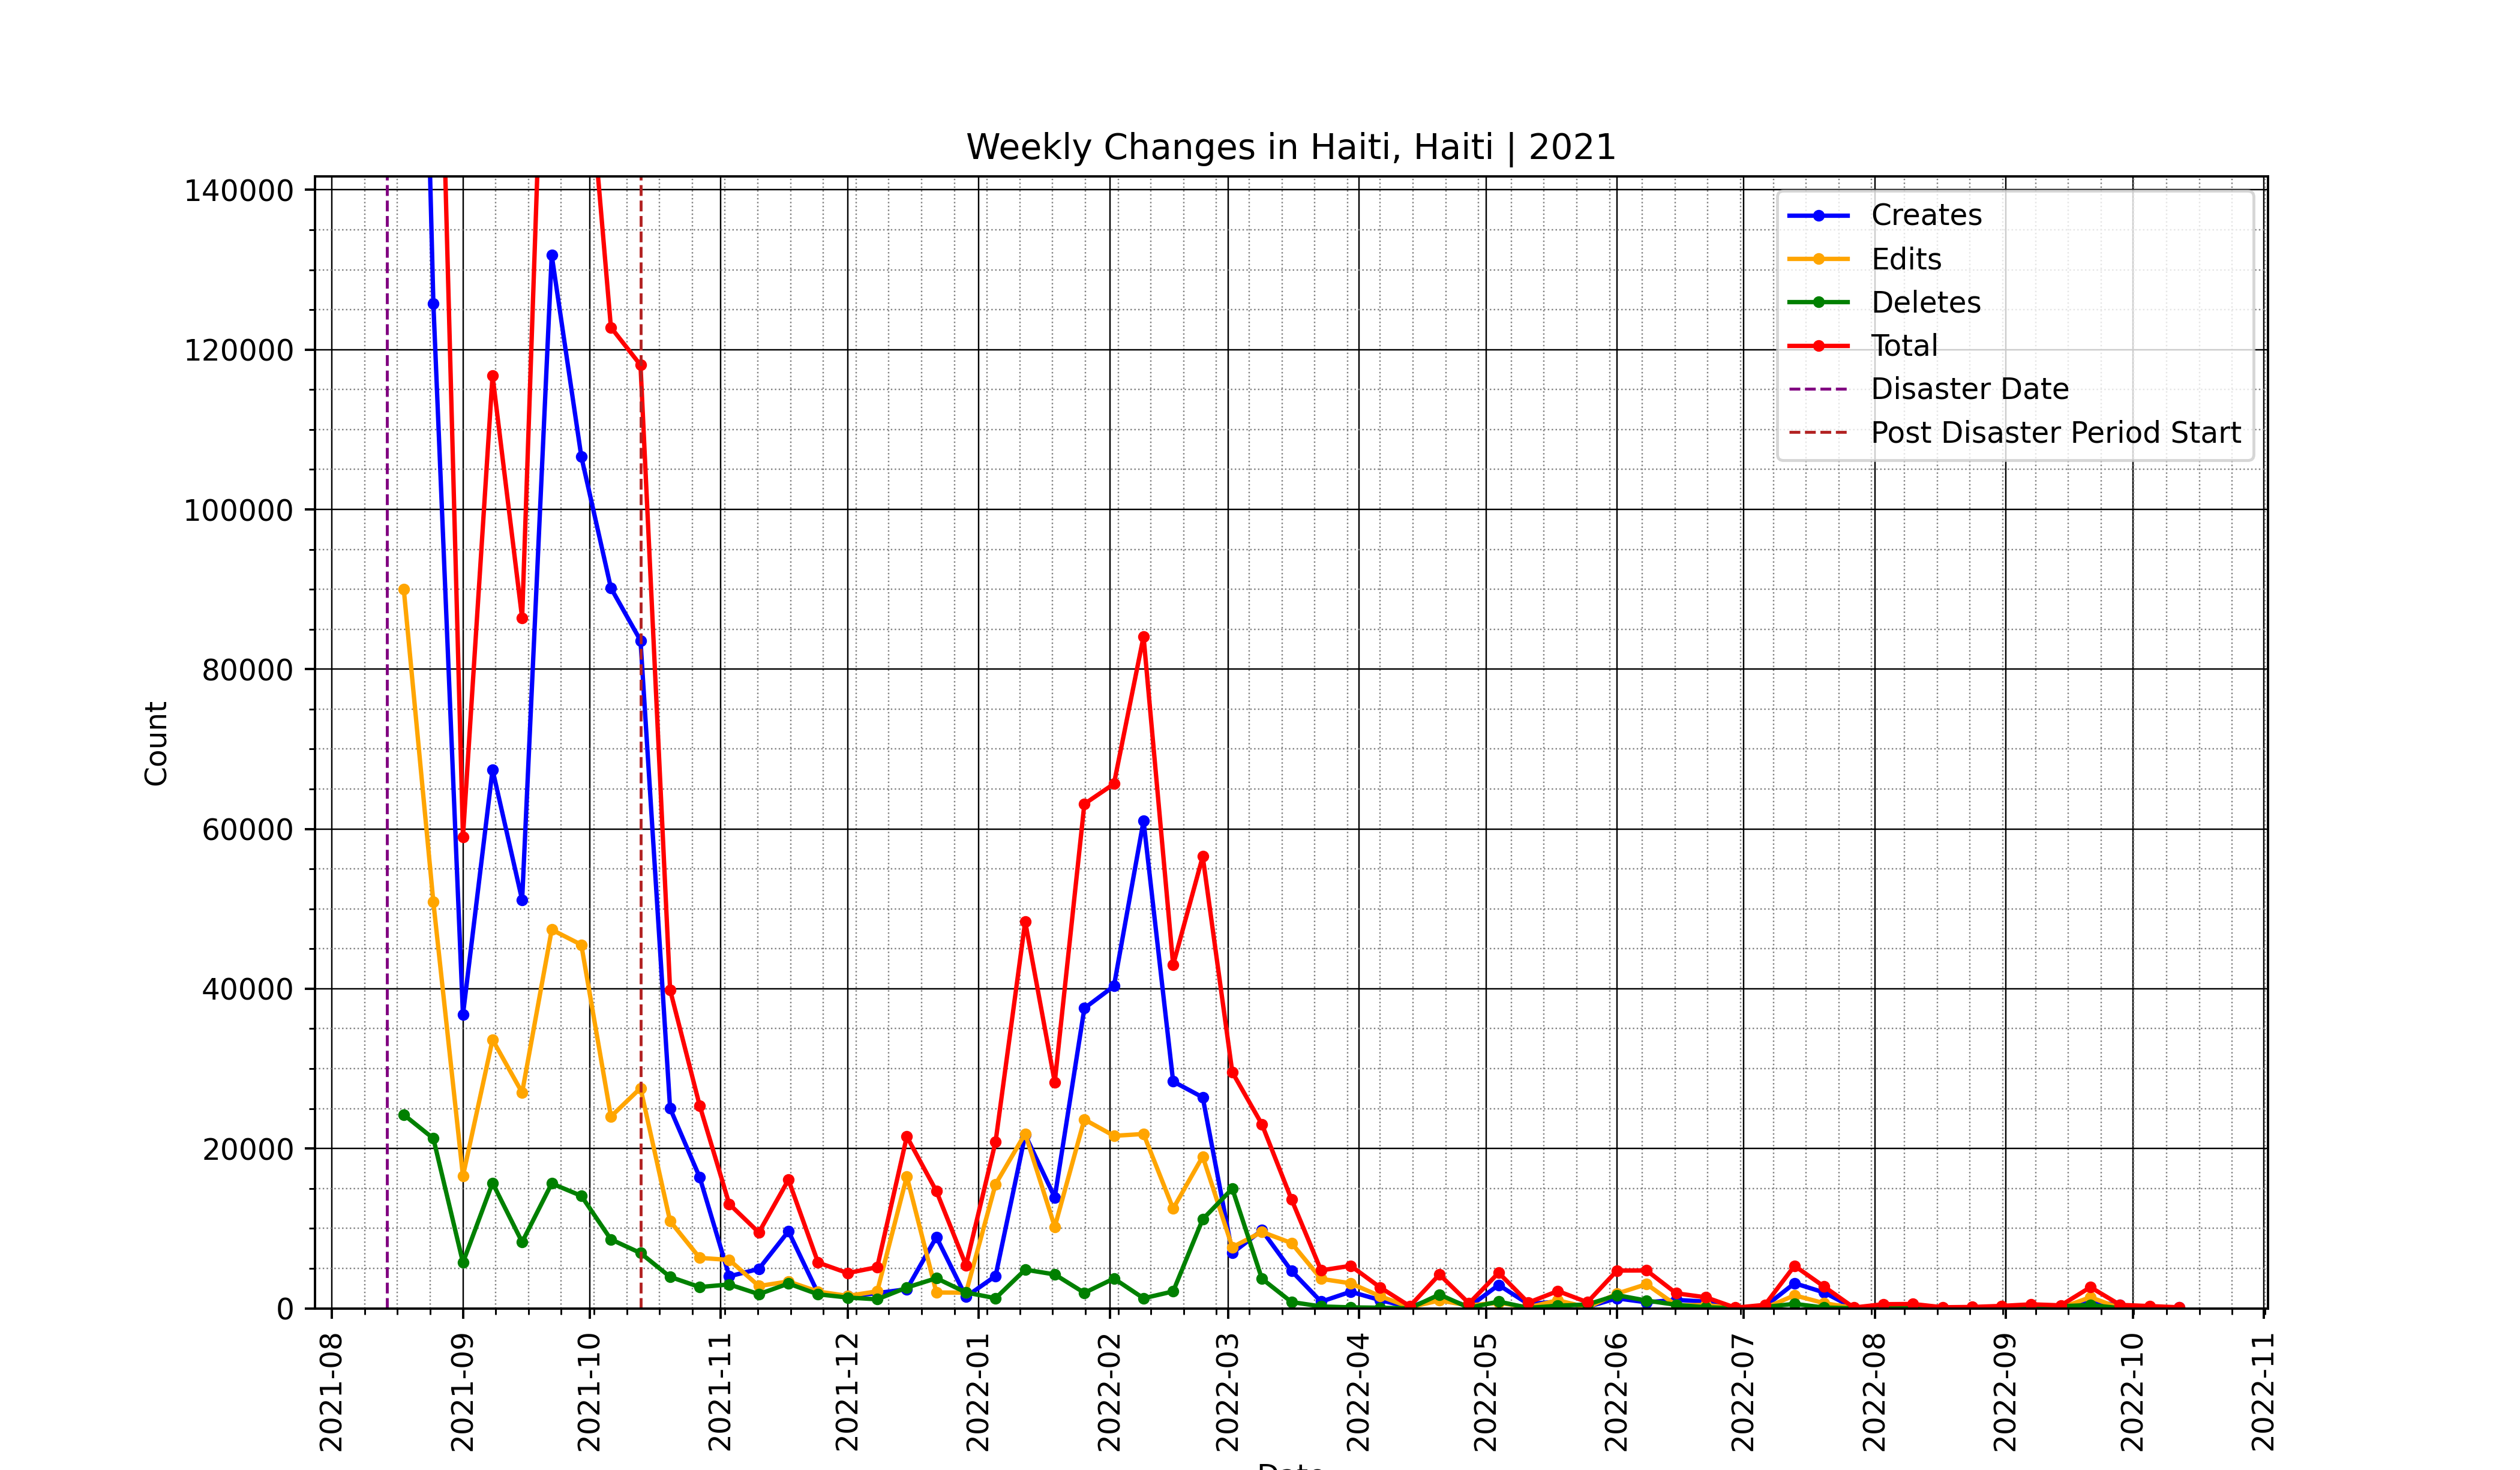 Weekly Changes in Haiti, Haiti | 2021
140000
120000
100000
80000
60000
40000
20000
0
Count
Creates
Edits
Deletes
Total
Disaster Date
Post Disaster Period Start
2021-08
2021-09
2021-10
2021-11
2021-12
2022-01
2022-02
2022-03
2022-04
2022-05
2022-06
2022-07
2022-08
2022-09
2022-10
2022-11
Date